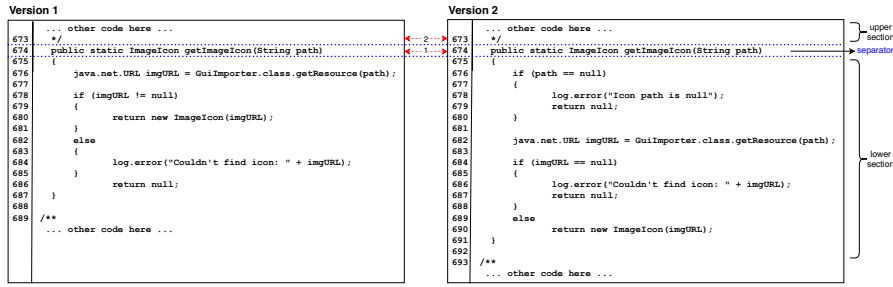 Version 1
... other code here ...
673 */
674 public static ImageIcon getImageIcon(String path)
675 {
676 java.net.URL imgURL = GuiImporter.class.getResource(path);
677
678 if (imgURL != null)
679 {
680 return new ImageIcon(imgURL);
681 }
682 else
683 {
684 log.error("Couldn't find icon: " + imgURL);
685 }
686 return null;
687 }
688
689 /**
... other code here ...
2
1
Version 2
... other code here ...
673 */
674 public static ImageIcon getImageIcon(String path)
675 {
676 if (path == null)
677 {
678 log.error("Icon path is null");
679 return null;
680 }
681
682 java.net.URL imgURL = GuiImporter.class.getResource(path);
683
684 if (imgURL == null)
685 {
686 log.error("Couldn't find icon: " + imgURL);
687 return null;
688 }
689 else
690 return new ImageIcon(imgURL);
691 }
692
693 /**
... other code here ...
upper
section
separator
lower
section